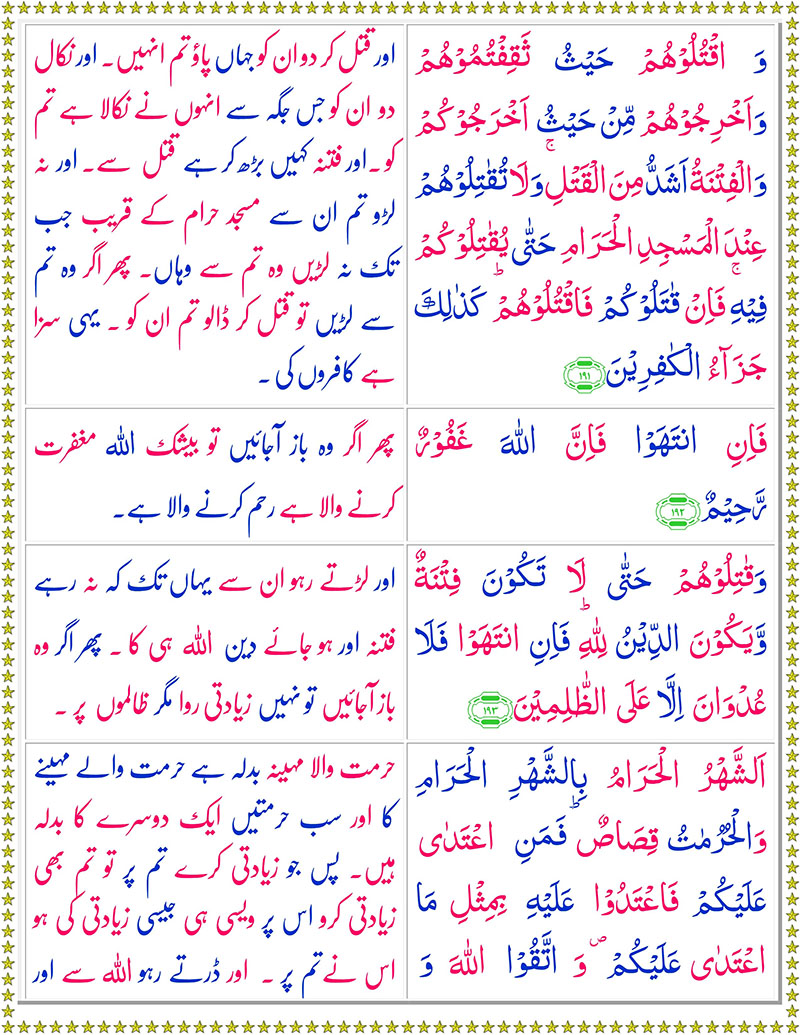 وَ اقْتُلُوْهُمْ حَيْثُ ثَقِفْتُمُوْهُمْ
وَاَخْرِجُوْهُمْ مِّنْ حَيْثُ اَخْرَجُوْكُمْ
وَالْفِتْنَةُ اَشَدُّ مِنَ الْقَتْلِ ۚ وَلَا تُقٰتِلُوْهُمْ
عِنْدَ الْمَسْجِدِ الْحَرَامِ حَتّٰى يُقٰتِلُوْكُمْ
فِيْهِ ۚ فَاِنْ قٰتَلُوْكُمْ فَاقْتُلُوْهُمْ ؕ كَذٰلِكَ
جَزَآءُ الْكٰفِرِيْنَ ۝۱۹۱
اور قتل کر دو ان کو جہاں پاؤ تم انہیں۔ اور نکال
دو ان کو جس جگہ سے انہوں نے نکالا ہے تم
کو۔ اور فتنہ کہیں بڑھ کر ہے قتل سے۔ اور نہ
لڑو تم ان سے مسجد حرام کے قریب جب
تک نہ لڑیں وہ تم سے وہاں۔ پھر اگر وہ تم
سے لڑیں تو قتل کر ڈالو تم ان کو ۔ یہی سزا
ہے کافروں کی ۔
فَاِنِ انْتَهَوْا فَاِنَّ اللهَ غَفُوْرٌ
رَّحِيْمٌ ۝۱۹۲
پھر اگر وہ باز آجائیں تو بیشک اللہ مغفرت
کرنے والا ہے رحم کرنے والا ہے۔
وَقٰتِلُوْهُمْ حَتّٰى لَا تَكُوْنَ فِتْنَةٌ
وَّيَكُوْنَ الدِّيْنُ لِلّٰهِ ؕ فَاِنِ انْتَهَوْا فَلَا
عُدْوَانَ اِلَّا عَلَى الظّٰلِمِيْنَ ۝۱۹۳
اور لڑتے رہو ان سے یہاں تک کہ نہ رہے
فتنہ اور ہو جائے دین اللہ ہی کا ۔ پھر اگر وہ
باز آجائیں تو نہیں زیادتی روا مگر ظالموں پر ۔
اَلشَّهْرُ الْحَرَامُ بِالشَّهْرِ الْحَرَامِ
وَالْحُرُمٰتُ قِصَاصٌ ؕ فَمَنِ اعْتَدٰى
عَلَيْكُمْ فَاعْتَدُوْا عَلَيْهِ بِمِثْلِ مَا
اعْتَدٰى عَلَيْكُمْ ۪ وَ اتَّقُوْا اللهَ وَ
حرمت والا مہینہ بدلہ ہے حرمت والے مہینے
کا اور سب حرمتیں ایک دوسرے کا بدلہ
ہیں۔ پس جو زیادتی کرے تم پر تو تم بھی
زیادتی کرو اس پر ویسی ہی جیسی زیادتی کی ہو
اس نے تم پر ۔ اور ڈرتے رہو اللہ سے اور